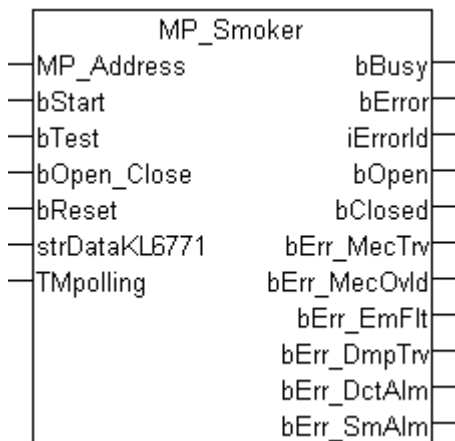 MP_Smoker
MP_Address bBusy
bStart bError
bTest iErrorId
bOpen_Close bOpen
bReset bClosed
strDataKL6771 bErr_MecTrv
TMpolling bErr_MecOvld
bErr_EmFlt
bErr_DmpTrv
bErr_DctAlm
bErr_SmAlm